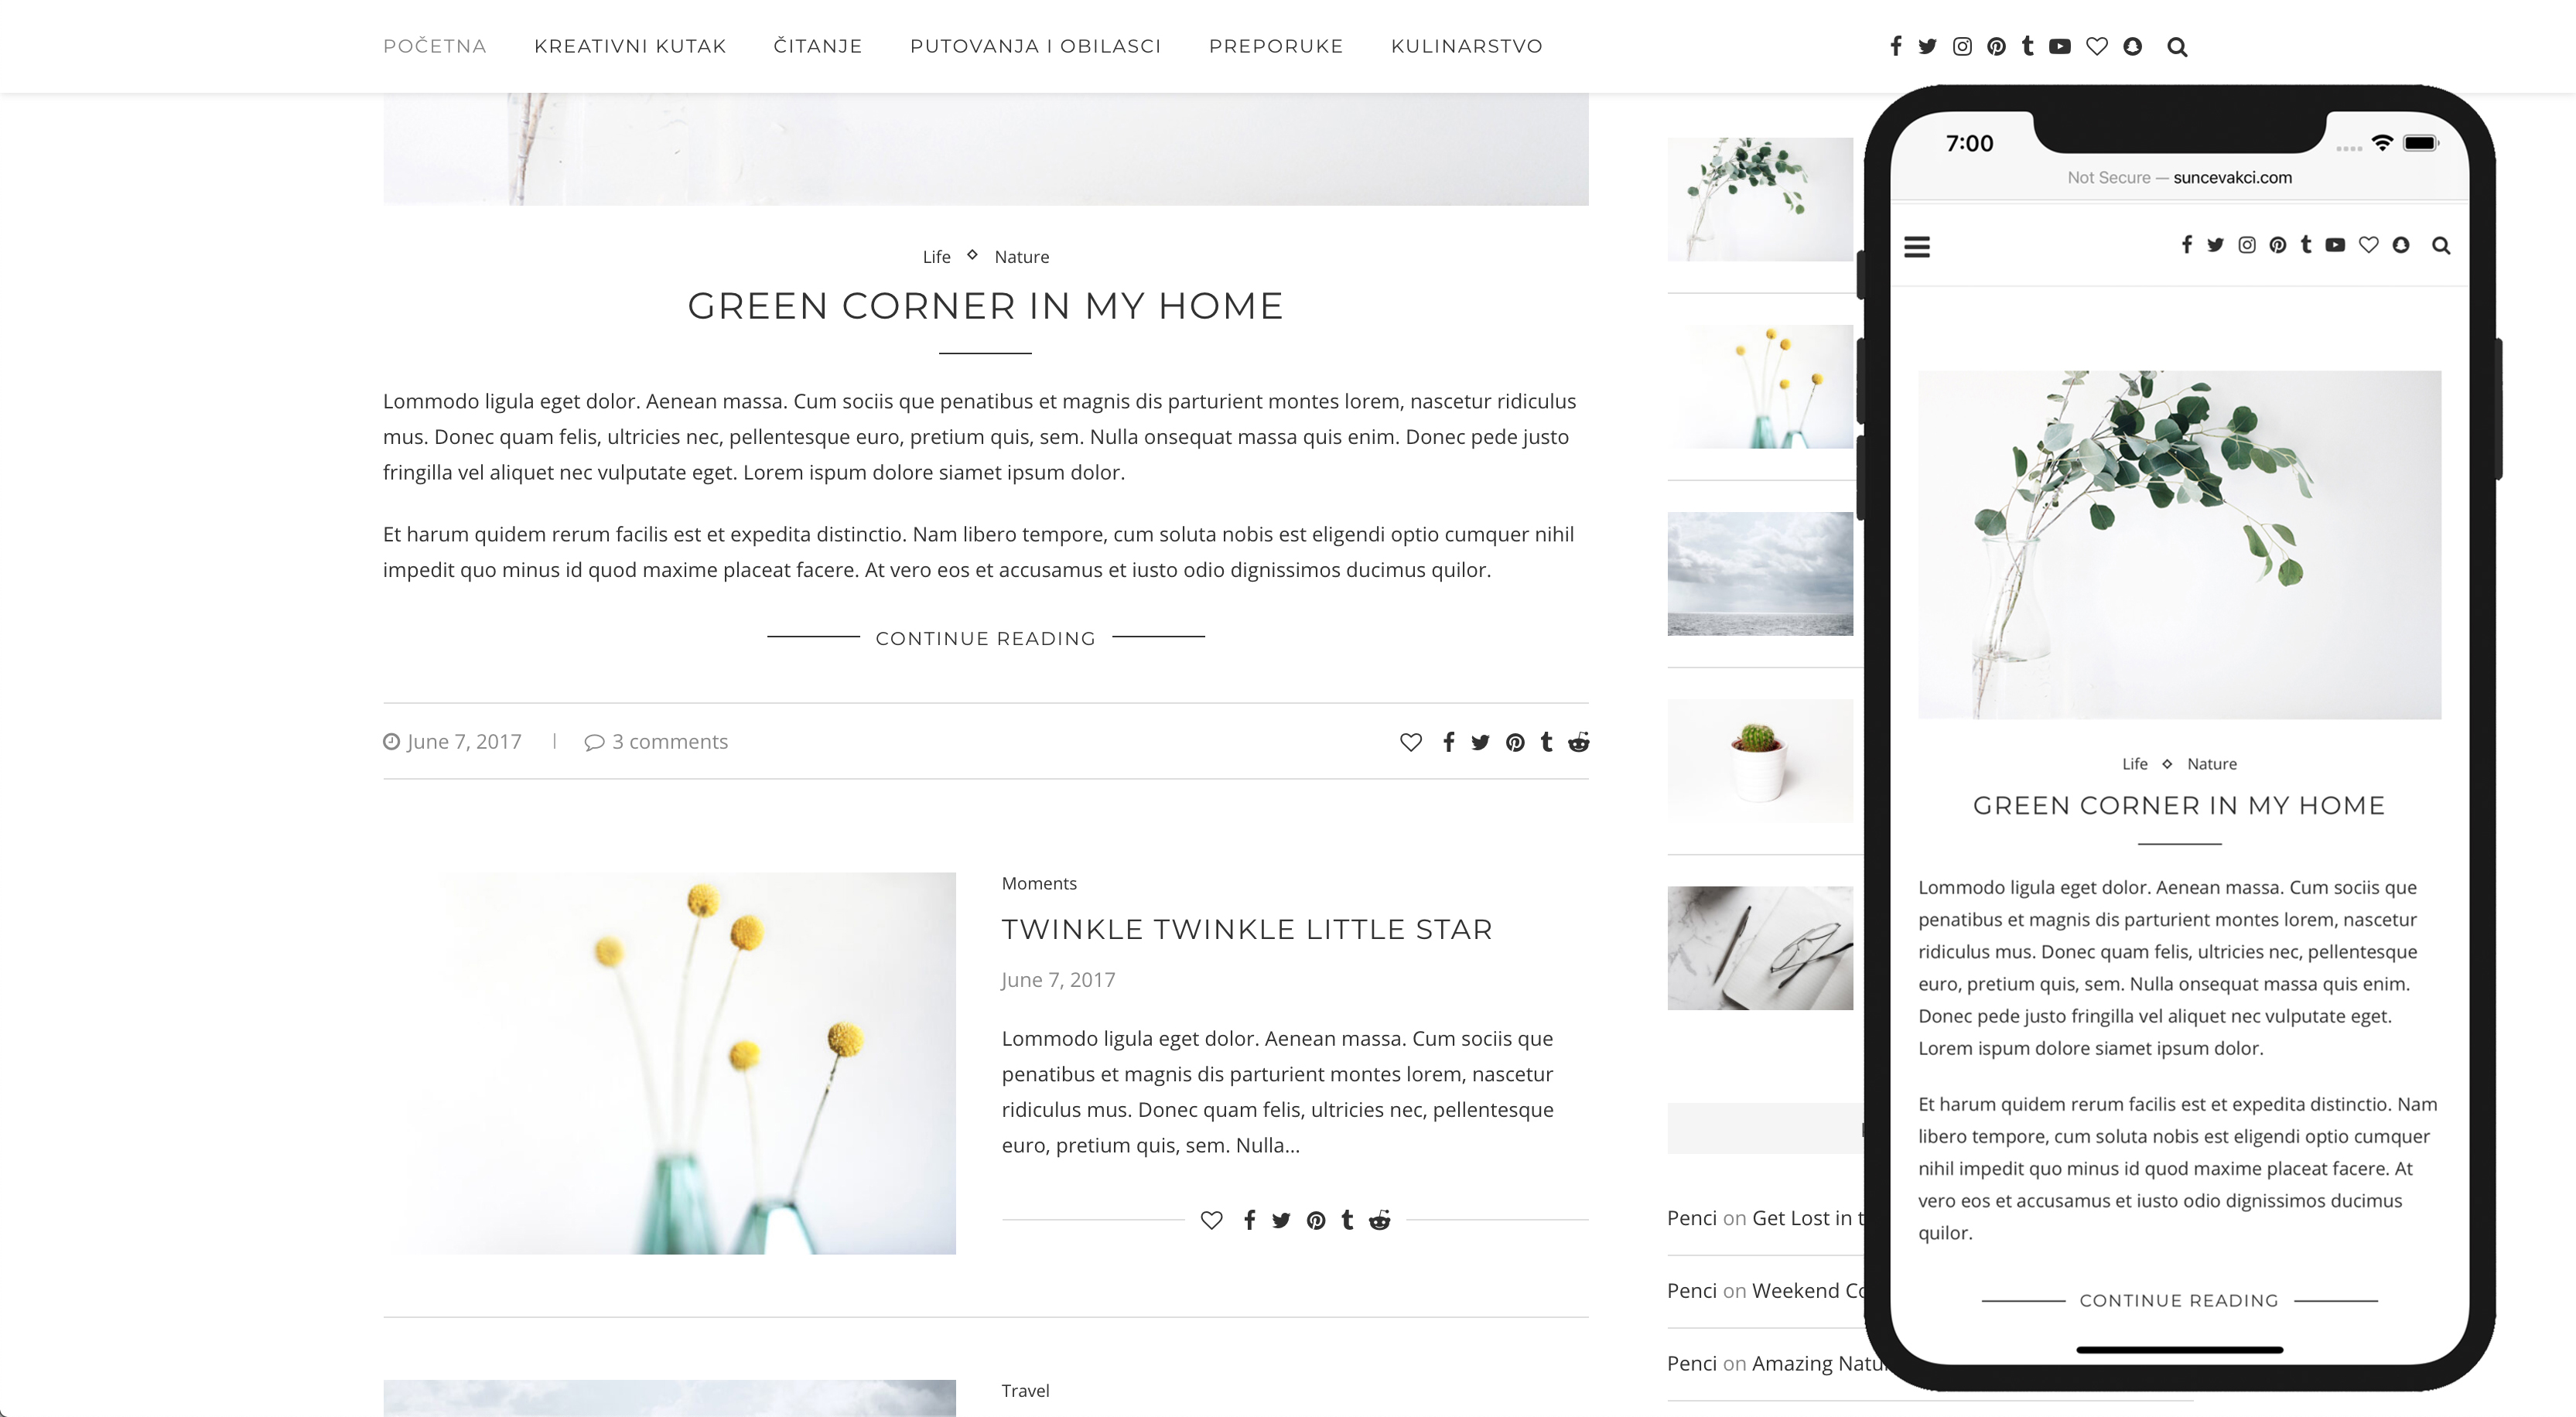 POČETNA KREATIVNI KUTAK ČITANJE PUTOVANJA I OBILASCI PREPORUKE KULINARSTVO
Life Nature
GREEN CORNER IN MY HOME
Lommodo ligula eget dolor. Aenean massa. Cum sociis que penatibus et magnis dis parturient montes lorem, nascetur ridiculus
mus. Donec quam felis, ultricies nec, pellentesque euro, pretium quis, sem. Nulla onsequat massa quis enim. Donec pede justo
fringilla vel aliquet nec vulputate eget. Lorem ispum dolore siamet ipsum dolor.
Et harum quidem rerum facilis est et expedita distinctio. Nam libero tempore, cum soluta nobis est eligendi optio cumquer nihil
impedit quo minus id quod maxime placeat facere. At vero eos et accusamus et iusto odio dignissimos ducimus quilor.
CONTINUE READING
June 7, 2017 | 3 comments
Moments
TWINKLE TWINKLE LITTLE STAR
June 7, 2017
Lommodo ligula eget dolor. Aenean massa. Cum sociis que
penatibus et magnis dis parturient montes lorem, nascetur
ridiculus mus. Donec quam felis, ultricies nec, pellentesque
euro, pretium quis, sem. Nulla...
Travel
Penci on Get Lost in
Penci on Weekend
Penci on Amazing
7:00
Not Secure — suncevakci.com
Life Nature
GREEN CORNER IN MY HOME
Lommodo ligula eget dolor. Aenean massa. Cum sociis que
penatibus et magnis dis parturient montes lorem, nascetur
ridiculus mus. Donec quam felis, ultricies nec, pellentesque
euro, pretium quis, sem. Nulla onsequat massa quis enim.
Donec pede justo fringilla vel aliquet nec vulputate eget.
Lorem ispum dolore siamet ipsum dolor.
Et harum quidem rerum facilis est et expedita distinctio. Nam
libero tempore, cum soluta nobis est eligendi optio cumquer
nihil impedit quo minus id quod maxime placeat facere. At
vero eos et accusamus et iusto odio dignissimos ducimus
quilor.
CONTINUE READING